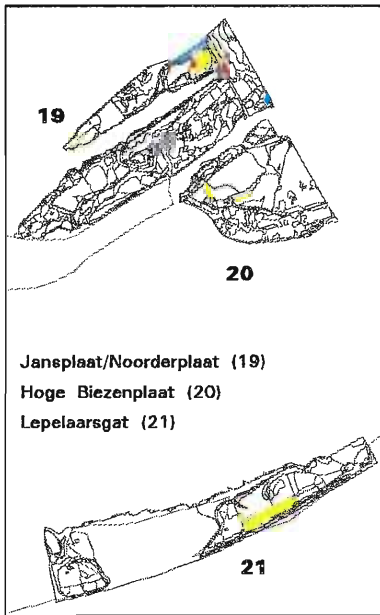 19
20
Jansplaat/Noorderplaat (19)
Hoge Biezenplaat (20)
Lepelaarsgat (21)
21